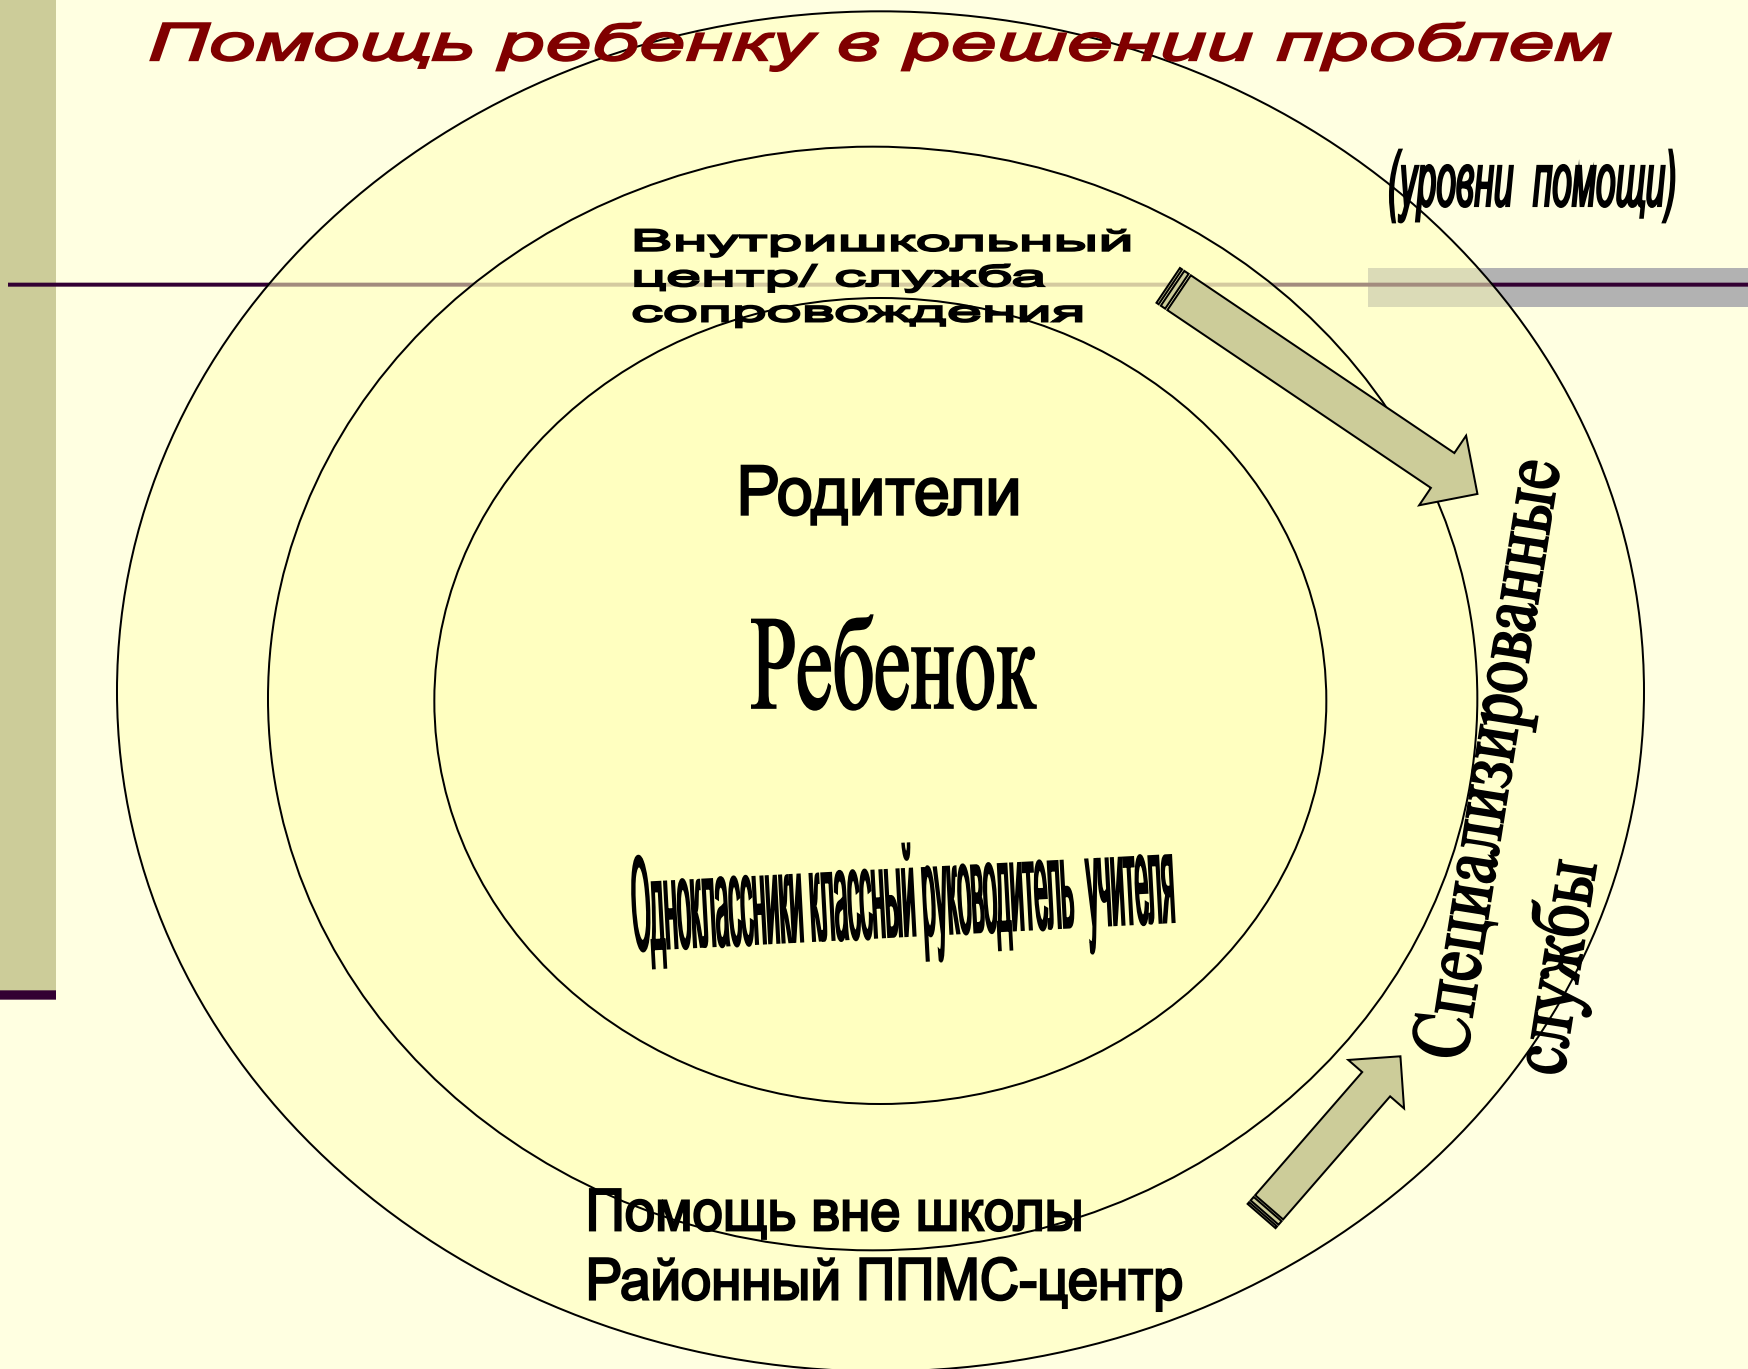 Помощь ребенку в решении проблем
(уровни помощи)
Внутришкольный
центр/ служба
сопровождения
Родители
Ребенок
Одноклассники классный руководитель учителя
Специализированные
службы
Помощь вне школы
Районный ППМС-центр